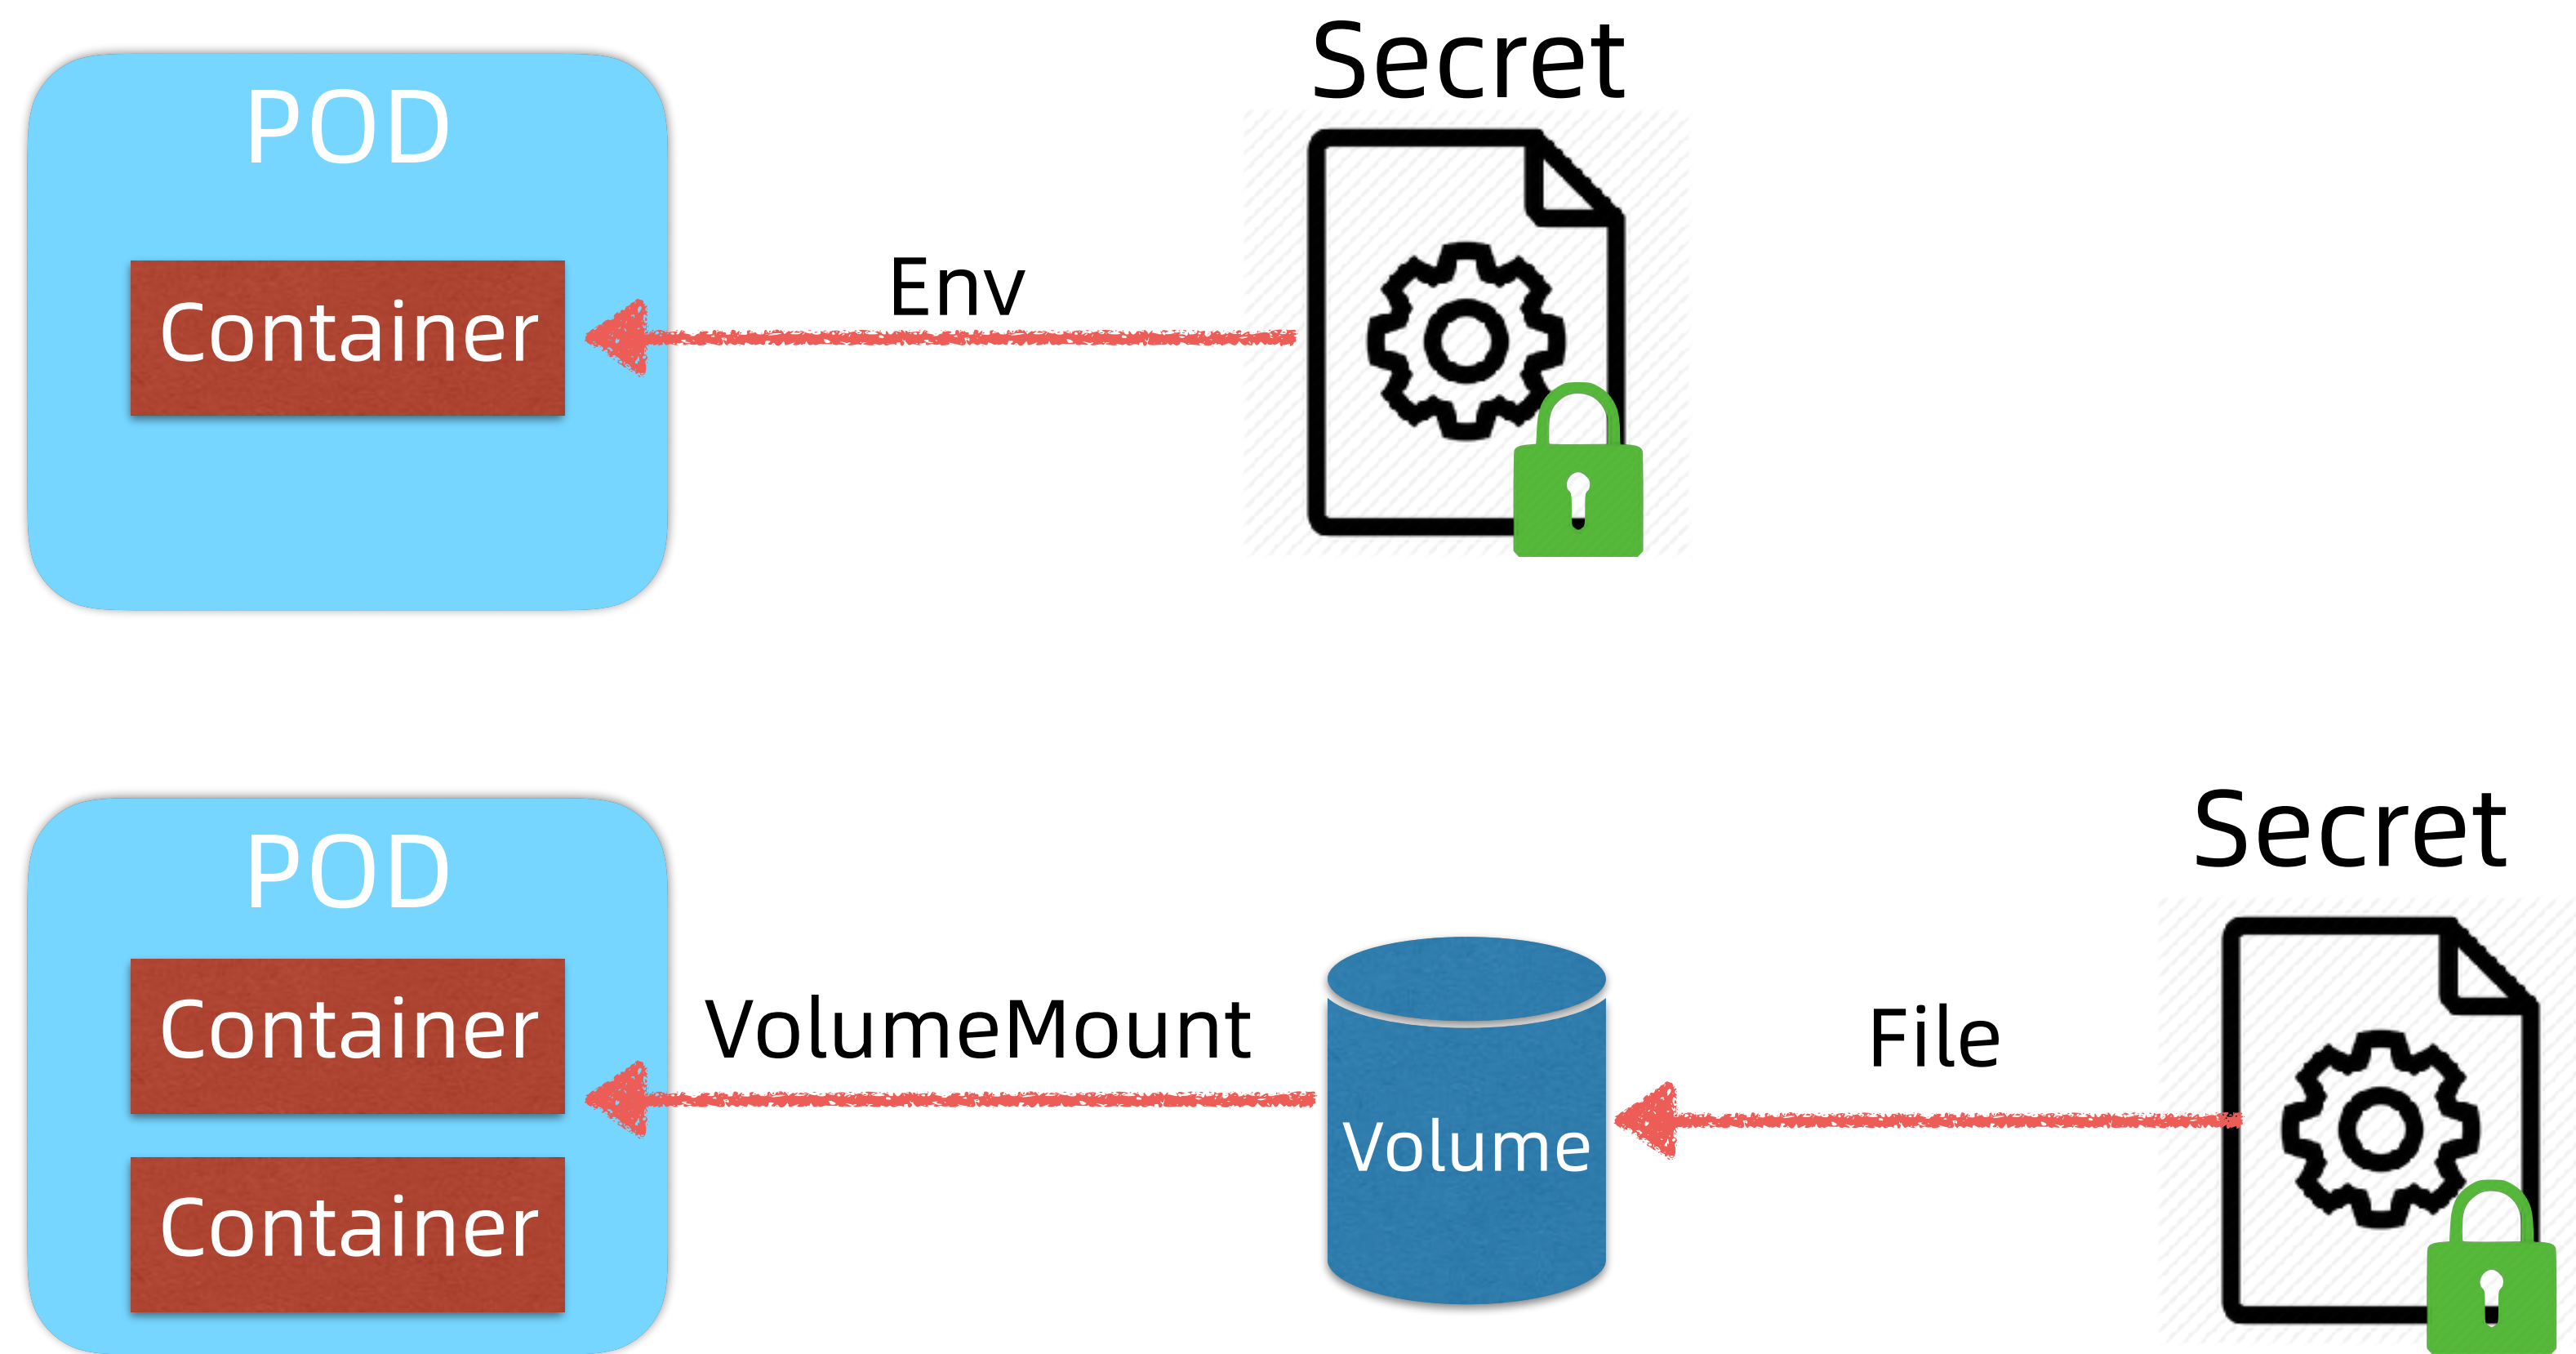 Secret
POD
Env
Container
Secret
POD
Container
VolumeMount
File
Volume
Container